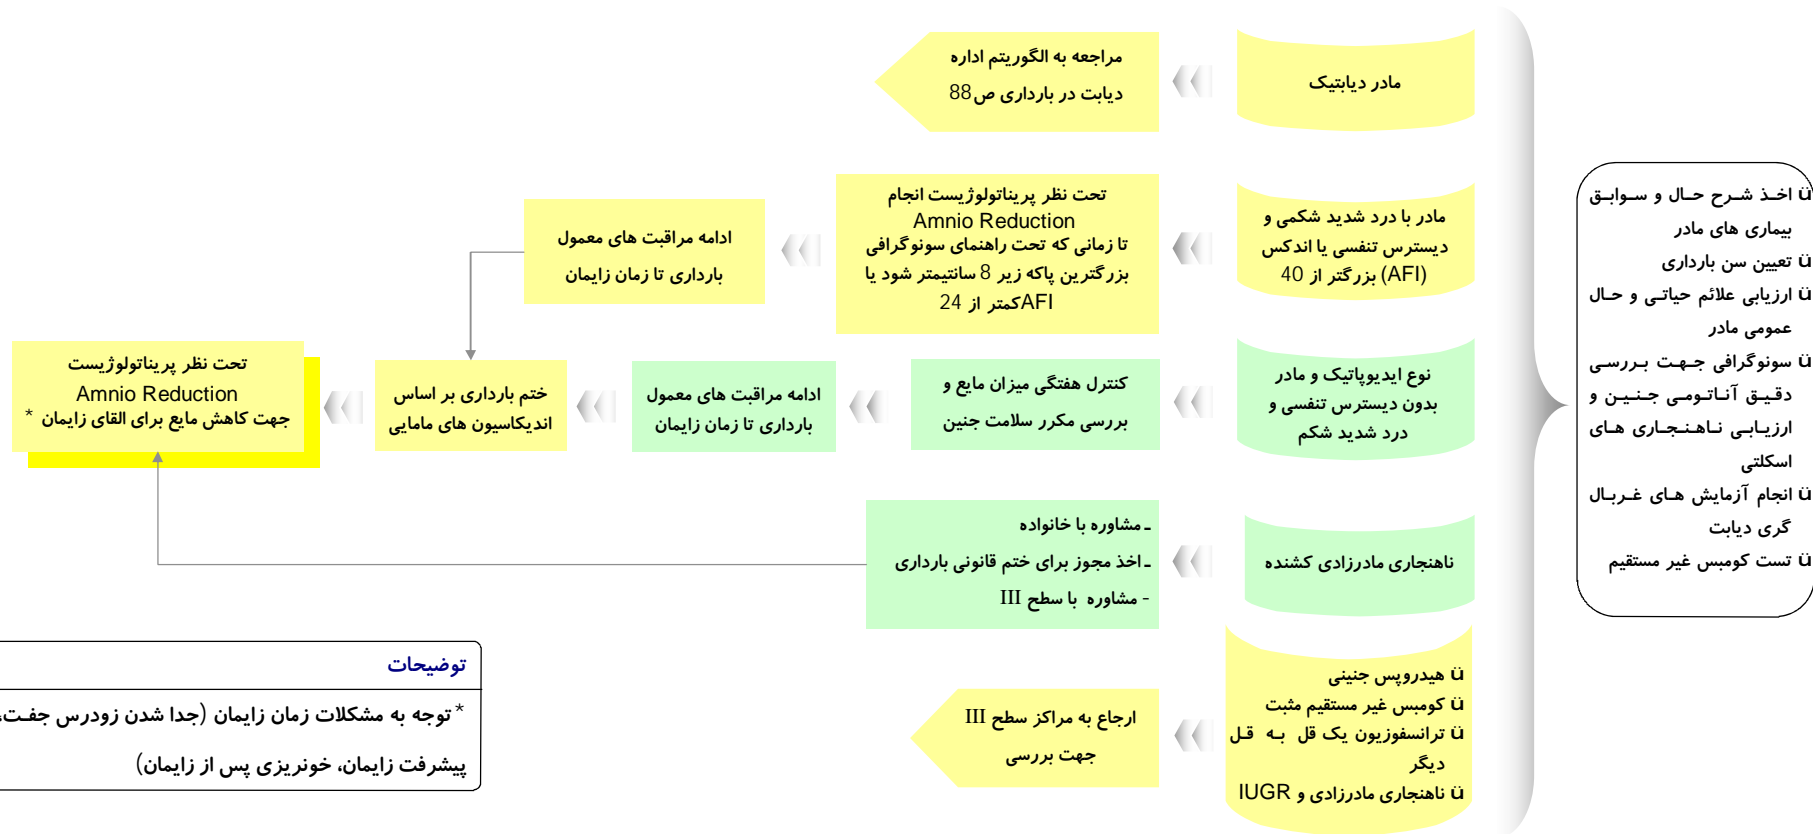 ü اخذ شرح حال و سوابق
بیماری های مادر
ü تعیین سن بارداری
ü ارزیابی علائم حیاتی و حال
عمومی مادر
ü سونوگرافی جهت بررسی
دقیق آناتومی جنین و
ارزیابی ناهنجاری های
اسکلتی
ü انجام آزمایش های غربال
گری دیابت
ü تست کومبس غیر مستقیم
مادر دیابتیک
مراجعه به الگوریتم اداره
دیابت در بارداری ص88
مادر با درد شدید شکمی و
دیسترس تنفسی یا اندکس
(AFI) بزرگتر از 40
تحت نظر پریناتولوژیست انجام
Amnio Reduction
تا زمانی که تحت راهنمای سونوگرافی
بزرگترین پاکه زیر 8 سانتیمتر شود یا
AFIکمتر از 24
ادامه مراقبت های معمول
بارداری تا زمان زایمان
نوع ایدیوپاتیک و مادر
بدون دیسترس تنفسی و
درد شدید شکم
کنترل هفتگی میزان مایع و
بررسی مکرر سلامت جنین
ادامه مراقبت های معمول
بارداری تا زمان زایمان
ختم بارداری بر اساس
اندیکاسیون های مامایی
تحت نظر پریناتولوژیست
Amnio Reduction
جهت کاهش مایع برای القای زایمان *
ناهنجاری مادرزادی کشنده
ـ مشاوره با خانواده
ـ اخذ مجوز برای ختم قانونی بارداری
- مشاوره با سطح III
ü هیدروپس جنینی
ü کومبس غیر مستقیم مثبت
ü ترانسفوزیون یک قل به قل
دیگر
ü ناهنجاری مادرزادی و IUGR
ارجاع به مراکز سطح III
جهت بررسی
توضیحات
* توجه به مشکلات زمان زایمان (جدا شدن زودرس جفت،
پیشرفت زایمان، خونریزی پس از زایمان)